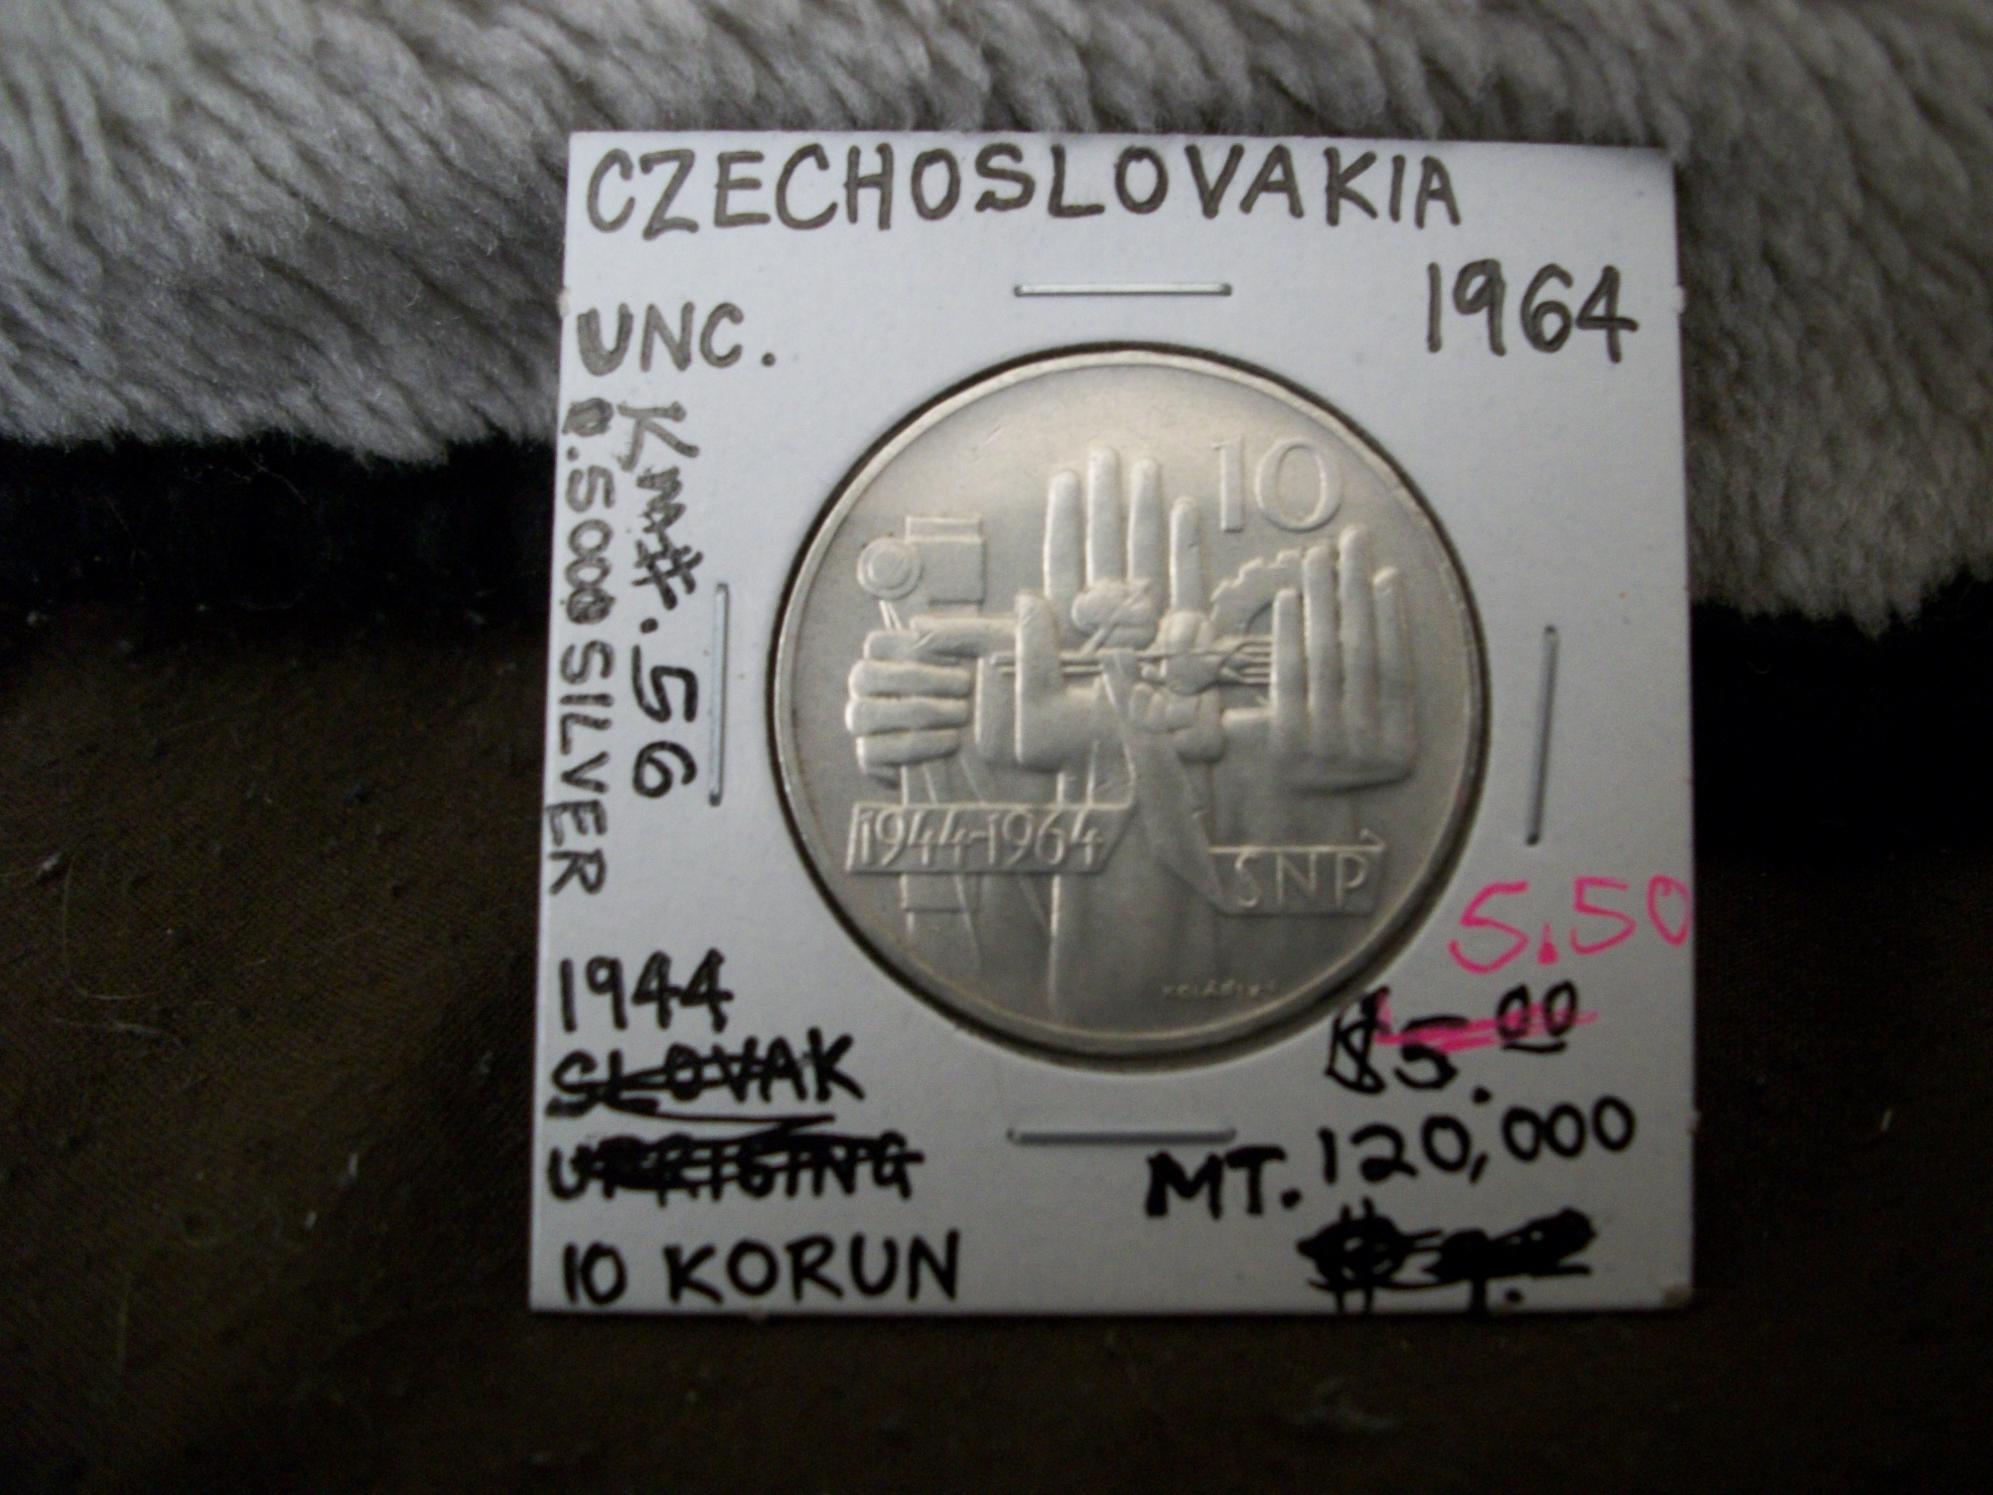 CZECHOSLOVAKIA
1964
UNC.
Km#.56
.5000 SILVER
10
1944-1964
SNP
5.50
$5.00
1944
SLOVAK
UPRISING
MT. 120,000
10 KORUN